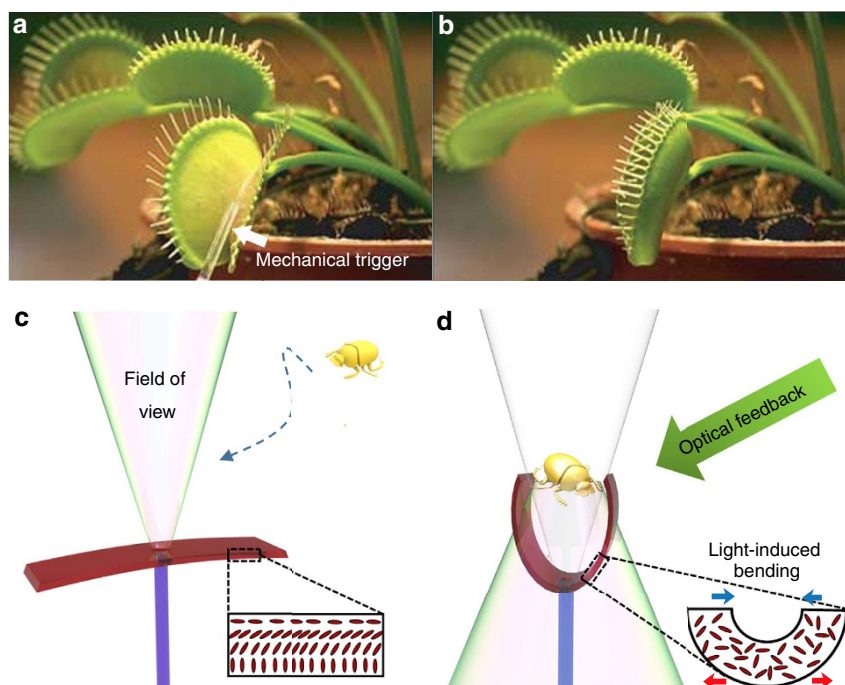 a
b
Mechanical trigger
c
Field of
view
d
Optical feedback
Light-induced
bending